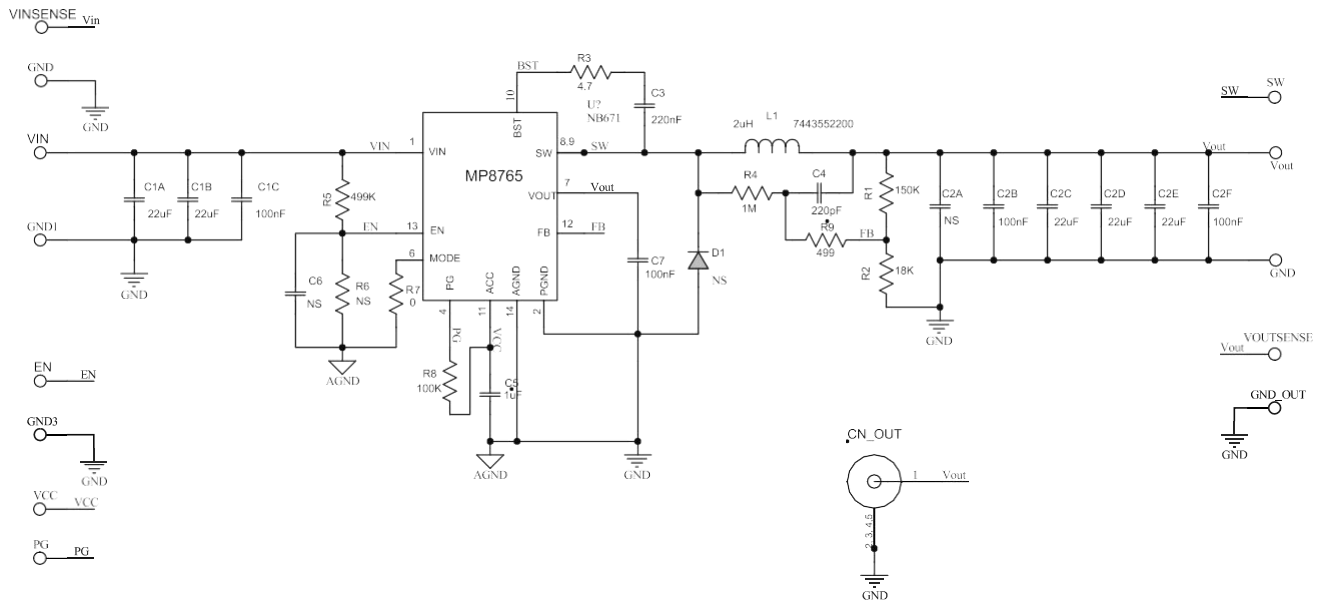 VINSENSE
Vin
GND
GND
VIN
C1A
22uF
C1B
22uF
C1C
100nF
GND1
GND
EN
EN
GND3
GND
VCC
VCC
PG
PG
VIN
1
R5
499K
EN
13
C6
NS
R6
NS
AGND
6
R7
0
BST
10
R3
4.7
C3
220nF
U?
NB671
MP8765
BST
VIN
SW
VOUT
FB
EN
MODE
PG
ACC
AGND
PGND
8,9
SW
7
Vout
12
FB
4
11
14
2
PG
VCC
R8
100K
C5
1uF
AGND
C7
100nF
GND
D1
NS
2uH
L1
7443552200
R4
1M
C4
220pF
R9
499
FB
R1
150K
R2
18K
C2A
NS
C2B
100nF
C2C
22uF
C2D
22uF
C2E
22uF
C2F
100nF
GND
SW
SW
Vout
Vout
GND
VOUTSENSE
Vout
GND_OUT
GND
CN_OUT
1
Vout
2, 3, 4, 5
GND